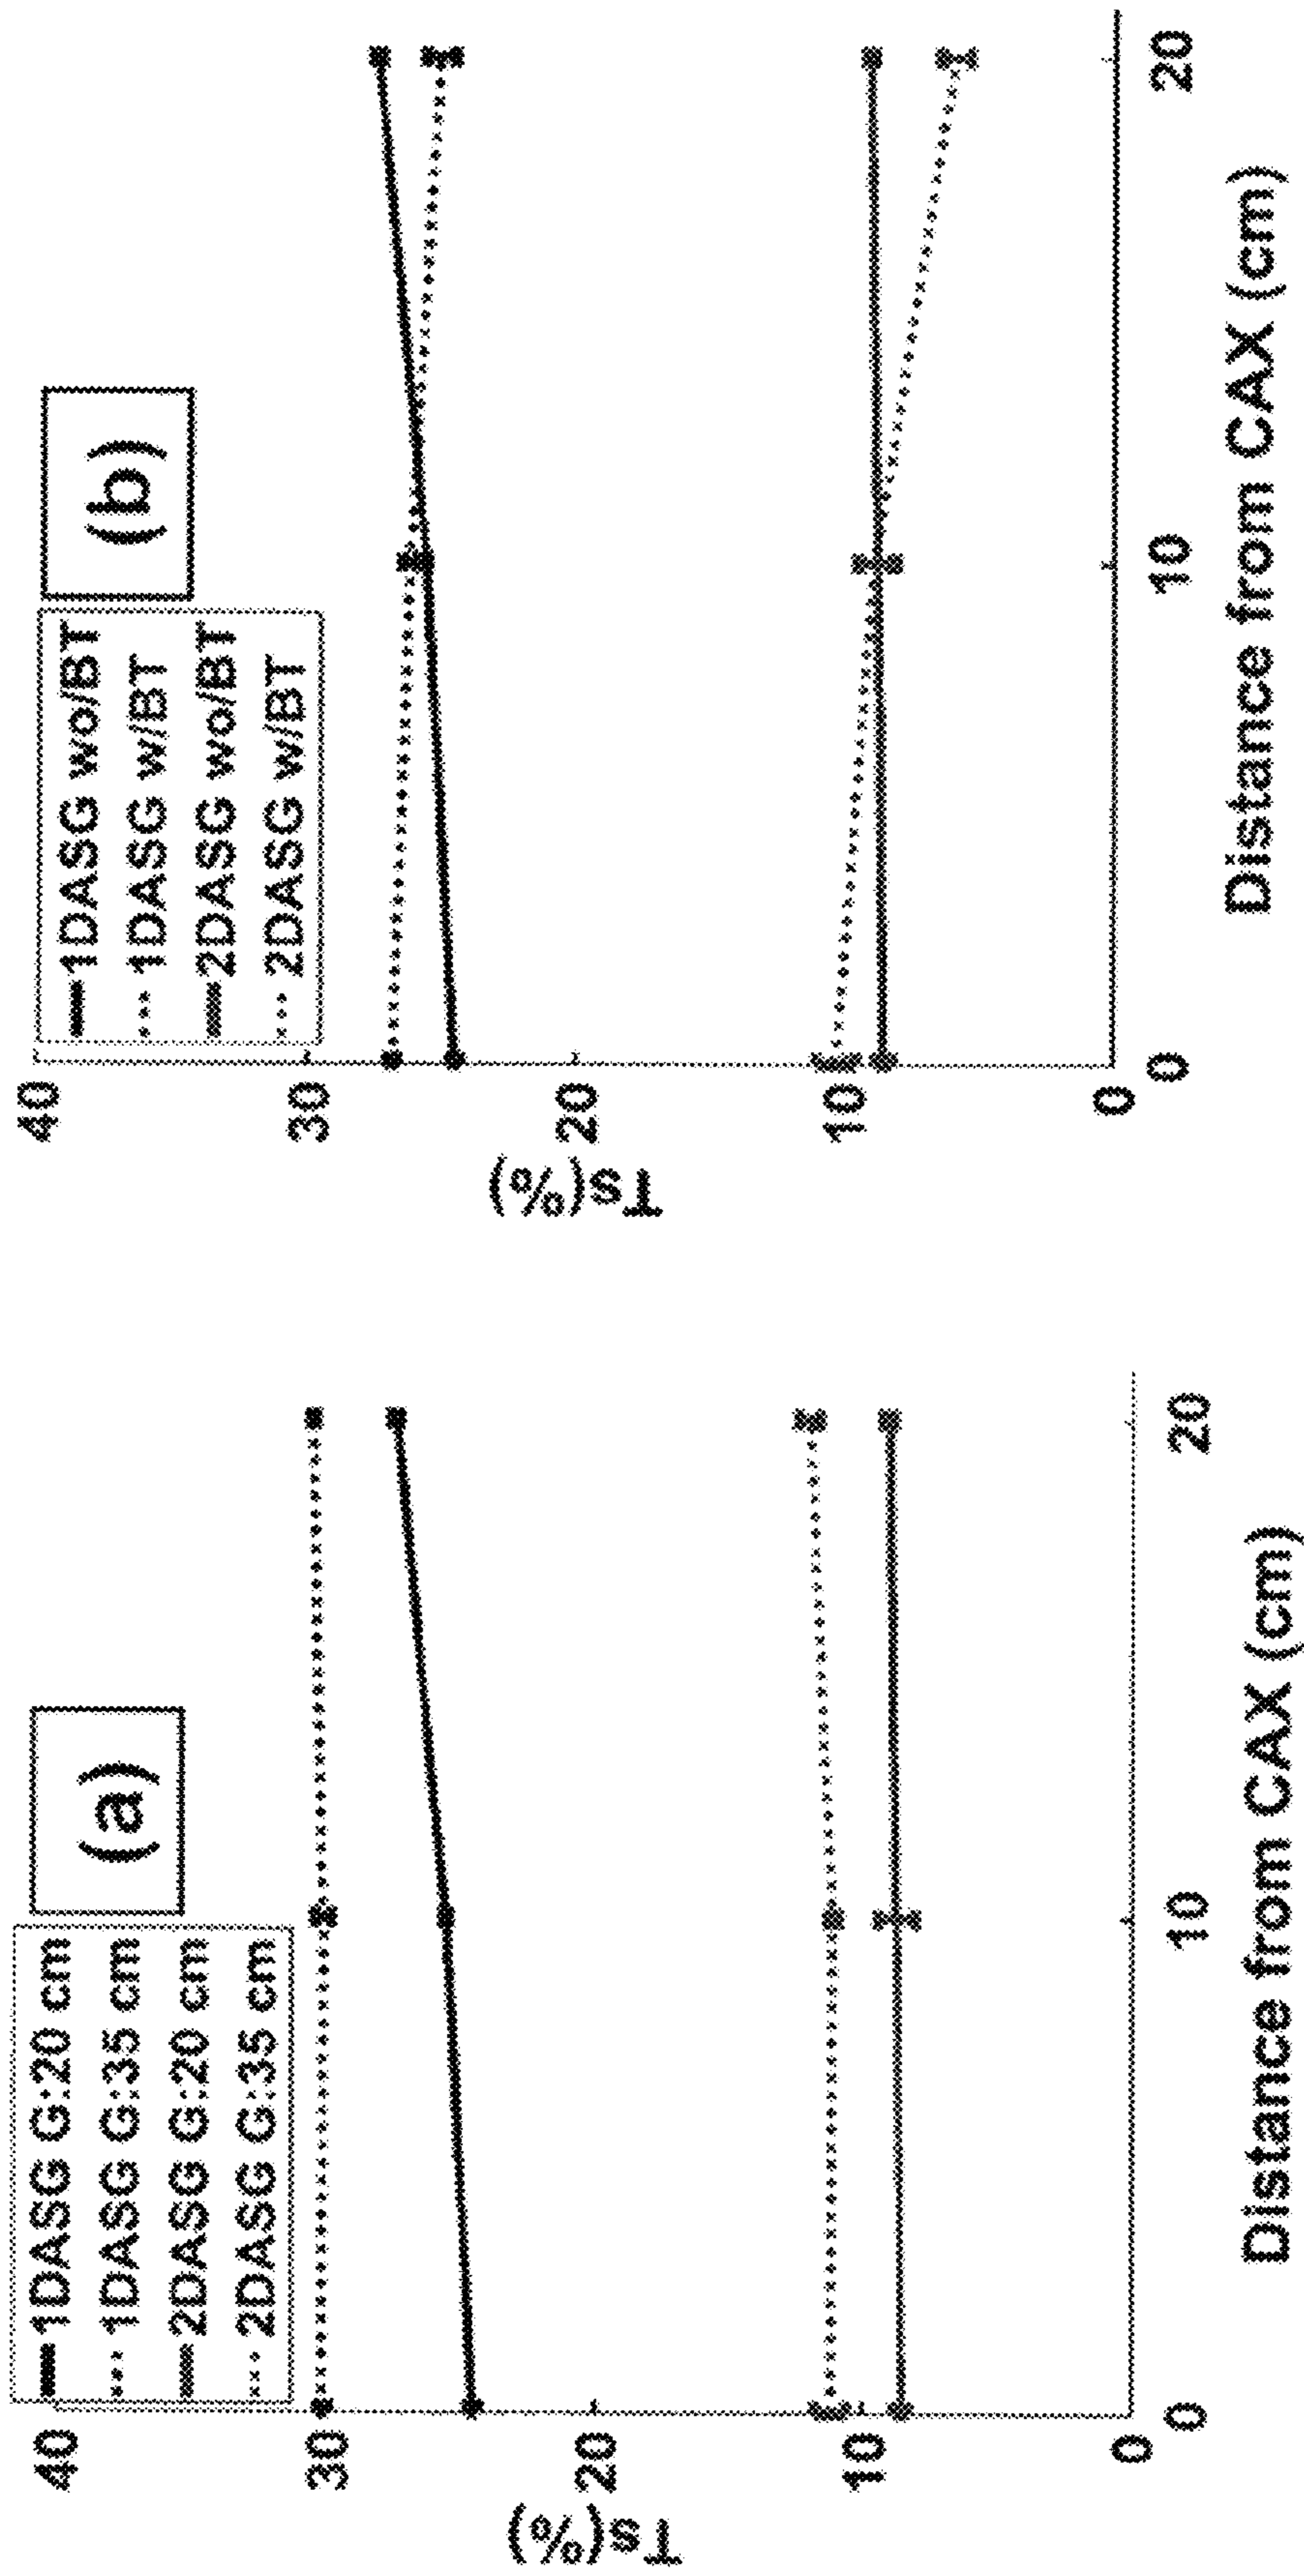 1DASG G:20 cm
1DASG G:35 cm
2DASG G:20 cm
2DASG G:35 cm
(a)
Ts(%)
40
30
20
10
0
0
10
20
Distance from CAX (cm)
1DASG wo/BT
1DASG w/BT
2DASG wo/BT
2DASG w/BT
(b)
Ts(%)
40
30
20
10
0
0
10
20
Distance from CAX (cm)